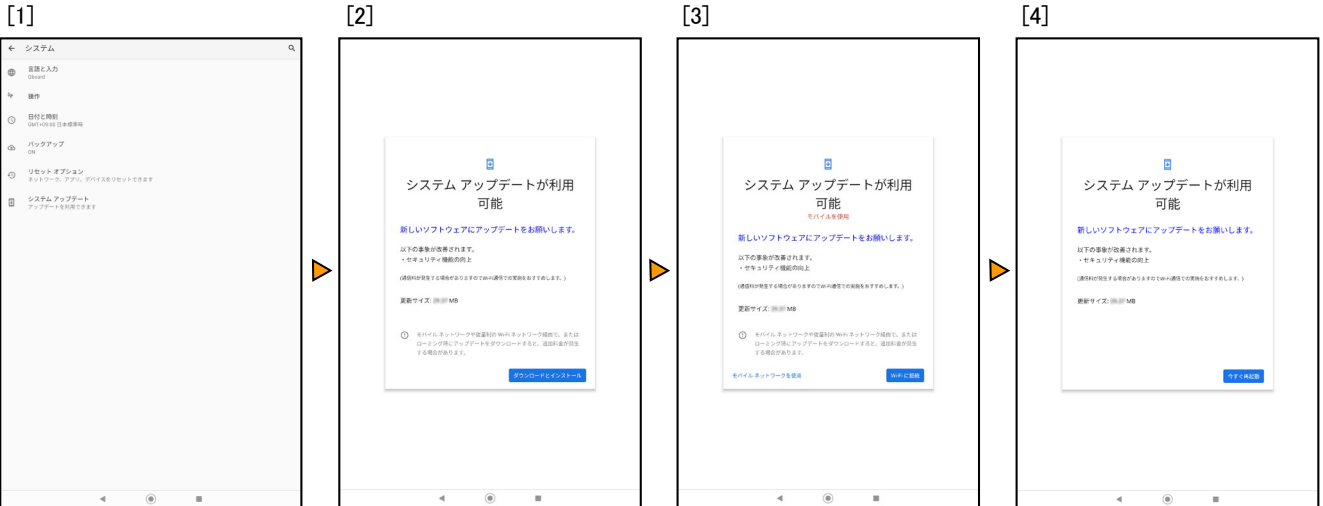 [1]
システム
言語と入力
Gboard
操作
日付と時刻
GMT+09:00 日本標準時
バックアップ
ON
リセット オプション
ネットワーク、アプリ、デバイスをリセットできます
システム アップデート
アップデートを利用できます
[2]
システム アップデートが利用
可能
新しいソフトウェアにアップデートをお願いします。
以下の事象が改善されます。
・セキュリティ機能の向上
(通信料が発生する場合がありますのでWi-Fi通信での実施をおすすめします。)
更新サイズ: MB
モバイル ネットワークや従量制の Wi-Fi ネットワーク経由で、または
ローミング時にアップデートをダウンロードすると、追加料金が発生
する場合があります。
ダウンロードとインストール
[3]
システム アップデートが利用
可能
モバイルを使用
新しいソフトウェアにアップデートをお願いします。
以下の事象が改善されます。
・セキュリティ機能の向上
(通信料が発生する場合がありますのでWi-Fi通信での実施をおすすめします。)
更新サイズ: MB
モバイル ネットワークや従量制の Wi-Fi ネットワーク経由で、または
ローミング時にアップデートをダウンロードすると、追加料金が発生
する場合があります。
モバイル ネットワークを使用
Wi-Fi に接続
[4]
システム アップデートが利用
可能
新しいソフトウェアにアップデートをお願いします。
以下の事象が改善されます。
・セキュリティ機能の向上
(通信料が発生する場合がありますのでWi-Fi通信での実施をおすすめします。)
更新サイズ: MB
今すぐ再起動